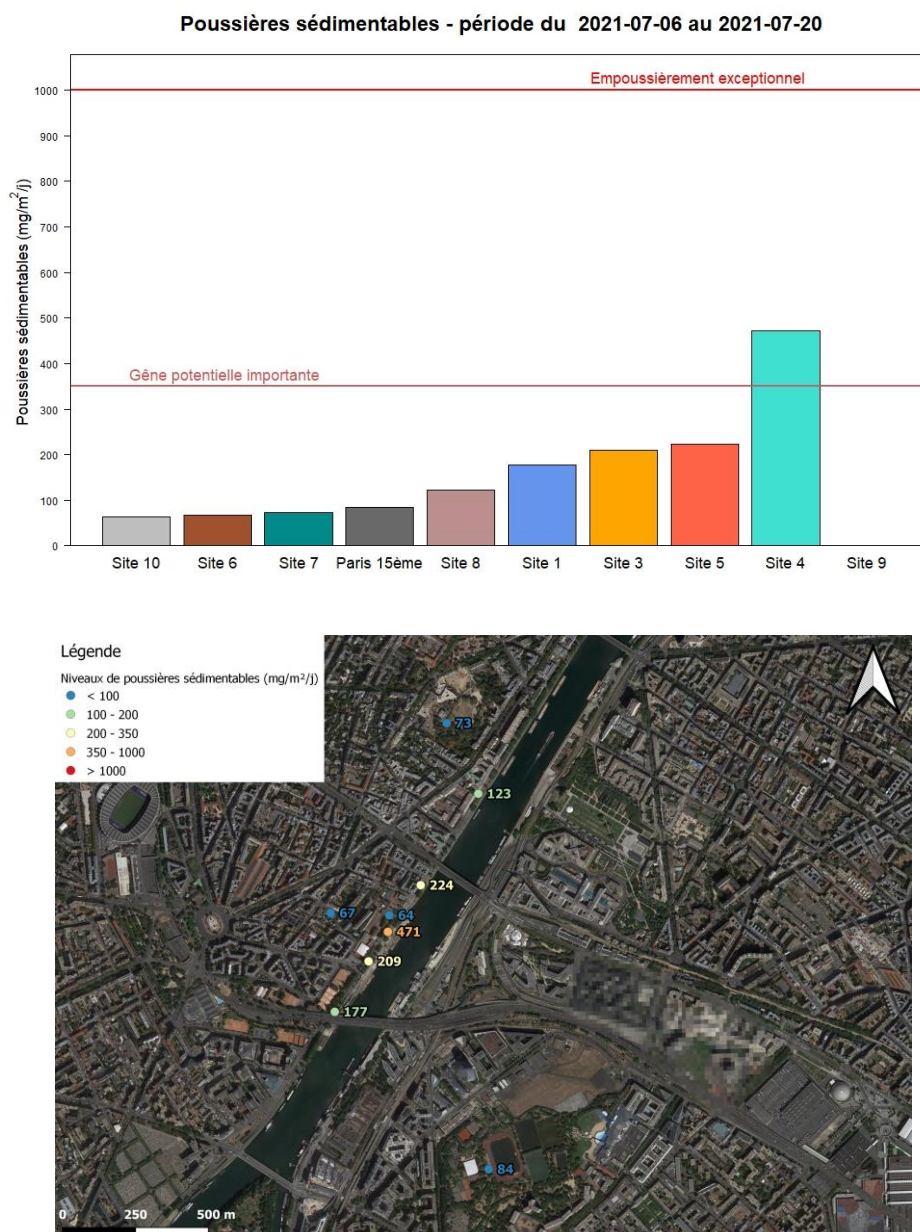 Poussières sédimentables - période du 2021-07-06 au 2021-07-20
Empoussièrement exceptionnel
Gêne potentielle importante
Poussières sédimentables (mg/m²/j)
1000
900
800
700
600
500
400
300
200
100
0
Site 10 Site 6 Site 7 Paris 15ème Site 8 Site 1 Site 3 Site 5 Site 4 Site 9
Légende
Niveaux de poussières sédimentables (mg/m²/j)
< 100
100 - 200
200 - 350
350 - 1000
> 1000
73
123
224
67
64
471
209
177
84
0 250 500 m